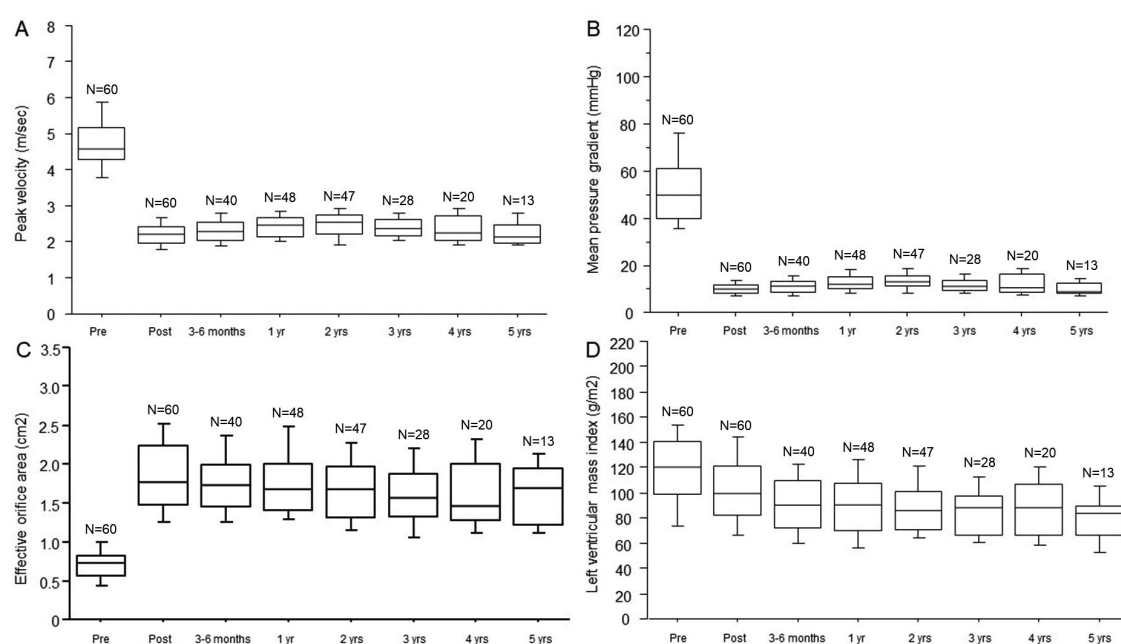 A
Peak velocity (m/sec)
8
7
6
5
4
3
2
1
0
N=60
N=60
N=40
N=48
N=47
N=28
N=20
N=13
Pre
Post
3-6 months
1 yr
2 yrs
3 yrs
4 yrs
5 yrs
B
Mean pressure gradient (mmHg)
120
100
80
60
40
20
0
N=60
N=60
N=40
N=48
N=47
N=28
N=20
N=13
Pre
Post
3-6 months
1 yr
2 yrs
3 yrs
4 yrs
5 yrs
C
Effective orifice area (cm2)
3.5
3.0
2.5
2.0
1.5
1.0
0.5
0
N=60
N=60
N=40
N=48
N=47
N=28
N=20
N=13
Pre
Post
3-6 months
1 yr
2 yrs
3 yrs
4 yrs
5 yrs
D
Left ventricular mass index (g/m2)
220
200
180
160
140
120
100
80
60
40
20
0
N=60
N=60
N=40
N=48
N=47
N=28
N=20
N=13
Pre
Post
3-6 months
1 yr
2 yrs
3 yrs
4 yrs
5 yrs